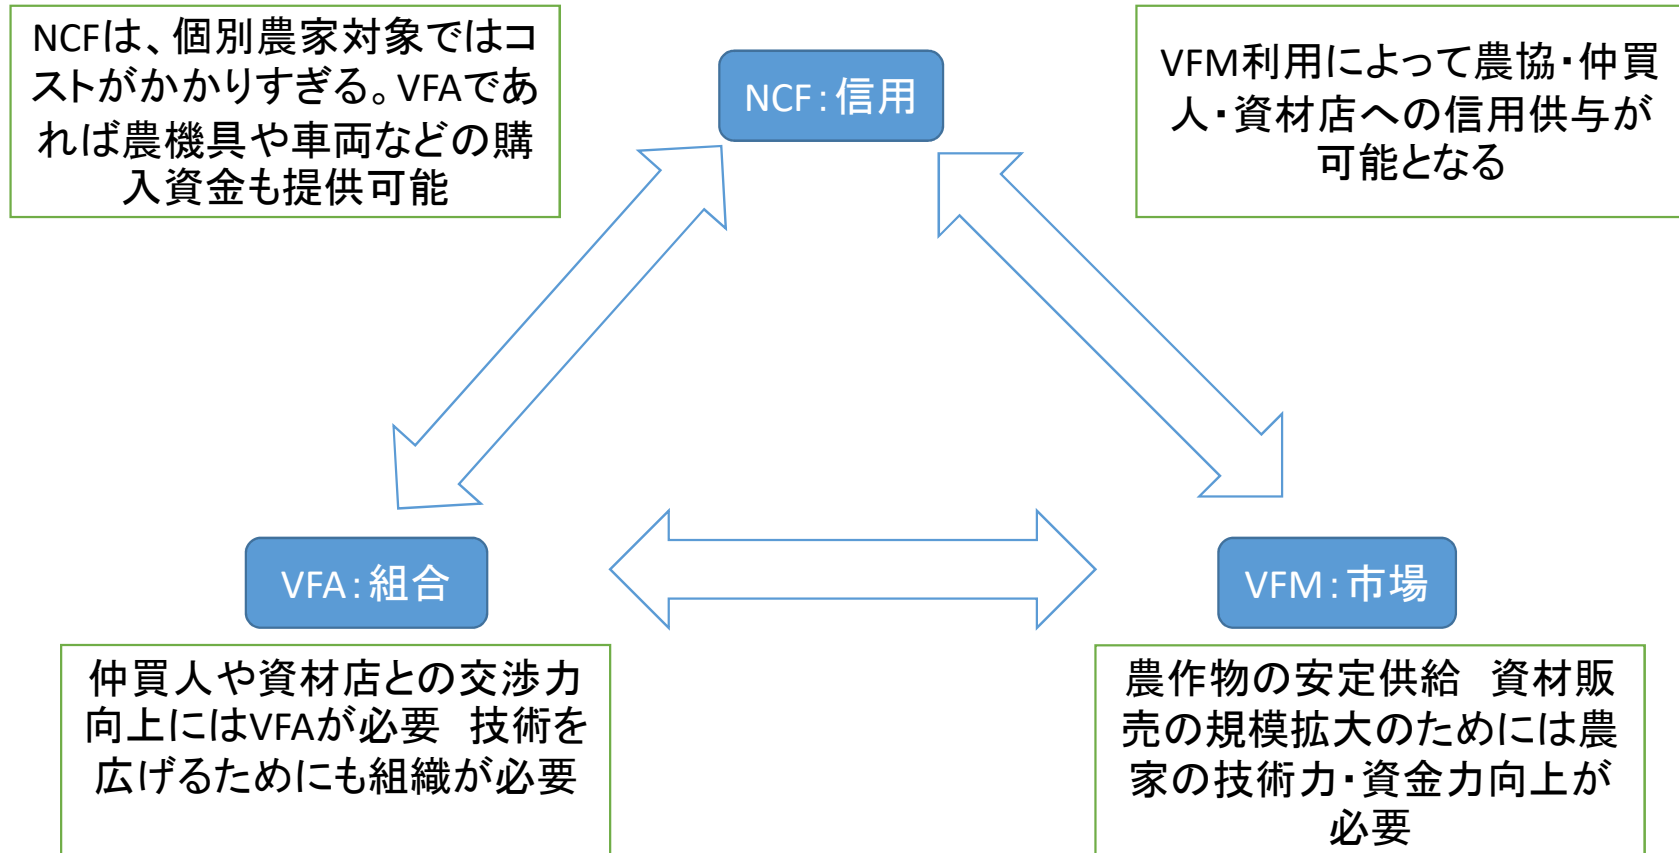 NCFは、個別農家対象ではコ
ストがかかりすぎる。VFAであ
れば農機具や車両などの購
入資金も提供可能
NCF:信用
VFM利用によって農協・仲買
人・資材店への信用供与が
可能となる
VFA:組合
VFM:市場
仲買人や資材店との交渉力
向上にはVFAが必要　技術を
広げるためにも組織が必要
農作物の安定供給　資材販
売の規模拡大のためには農
家の技術力・資金力向上が
必要